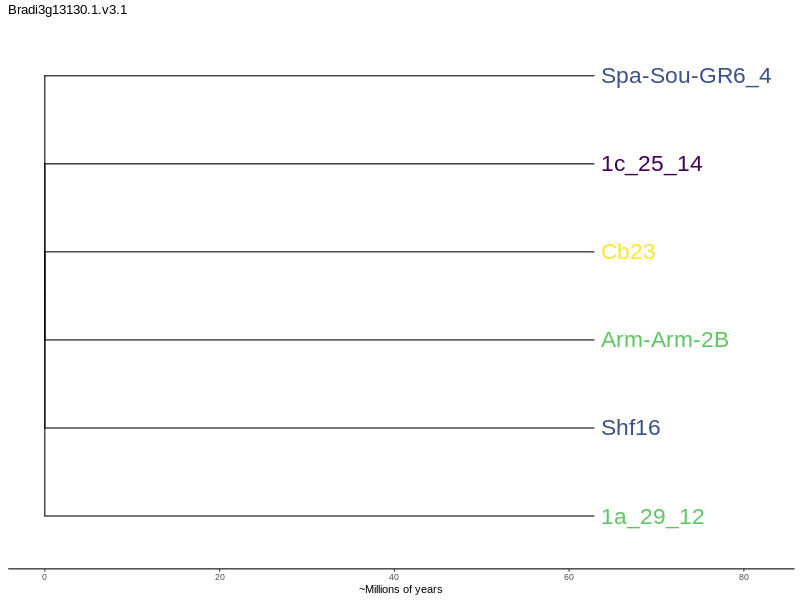 Bradi3g13130.1.v3.1
Spa-Sou-GR6_4
1c_25_14
Cb23
Arm-Arm-2B
Shf16
1a_29_12
0 20 40 60 80
~Millions of years